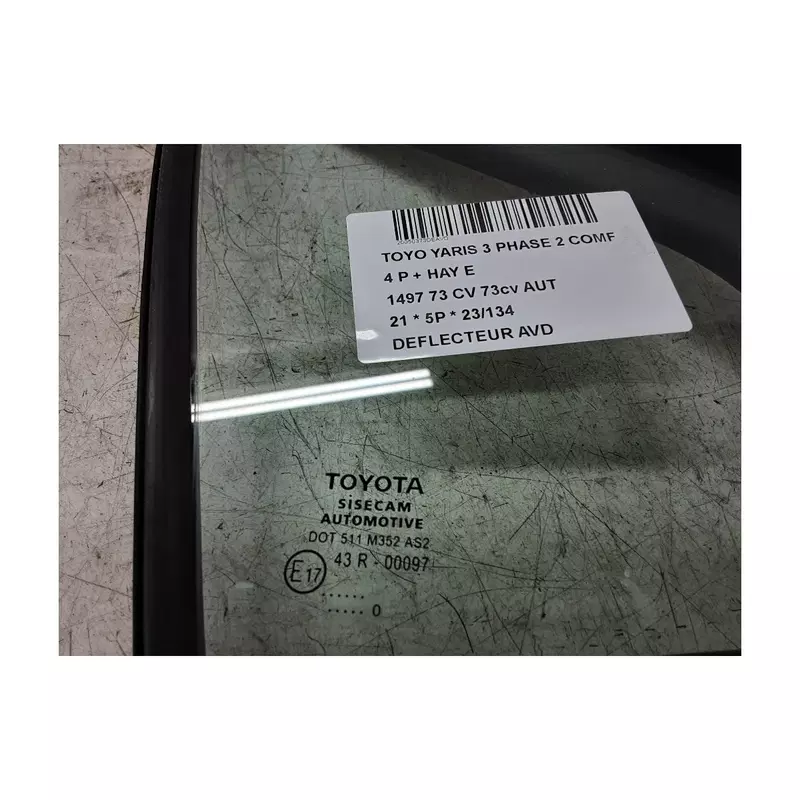 TOYO YARIS 3 PHASE 2 COMF
4 P + HAY E
1497 73 CV 73cv AUT
21 * 5P * 23/134
DEFLECTEUR AVD
TOYOTA
SiSECAM
AUTOMOTIVE
DOT 511 M352 AS2
43 R - 00097
E17
......
..... 0